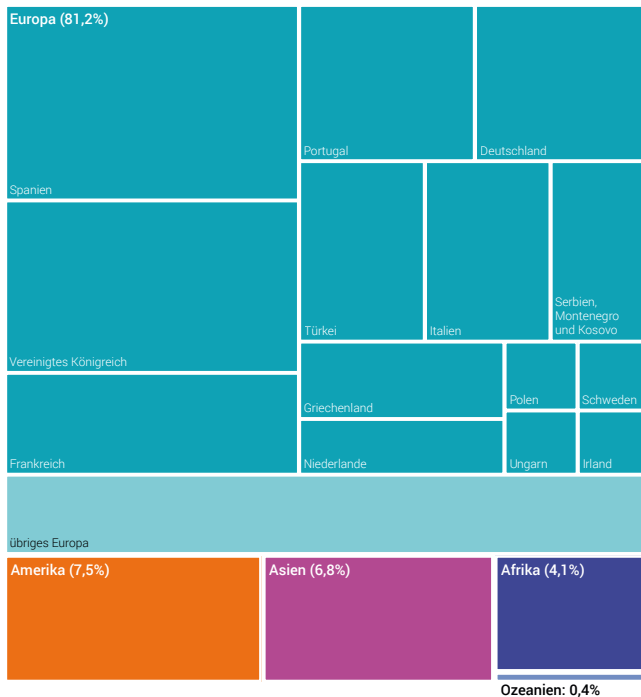 Europa (81,2%)
Spanien
Portugal
Deutschland
Vereinigtes Königreich
Türkei
Italien
Serbien,
Montenegro
und Kosovo
Frankreich
Griechenland
Polen
Schweden
Niederlande
Ungarn
Irland
übriges Europa
Amerika (7,5%)
Asien (6,8%)
Afrika (4,1%)
Ozeanien: 0,4%